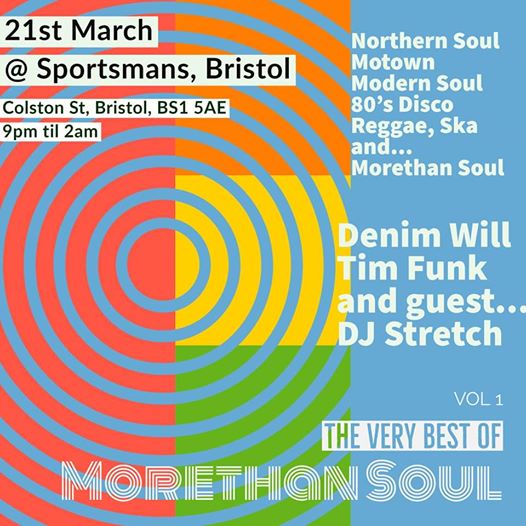 21st March
@ Sportsmans, Bristol
Colston St, Bristol, BS1 5AE
9pm til 2am
Northern Soul
Motown
Modern Soul
80’s Disco
Reggae, Ska
and...
Morethan Soul
Denim Will
Tim Funk
and guest...
DJ Stretch
VOL 1
THE VERY BEST OF
MORETHAN SOUL